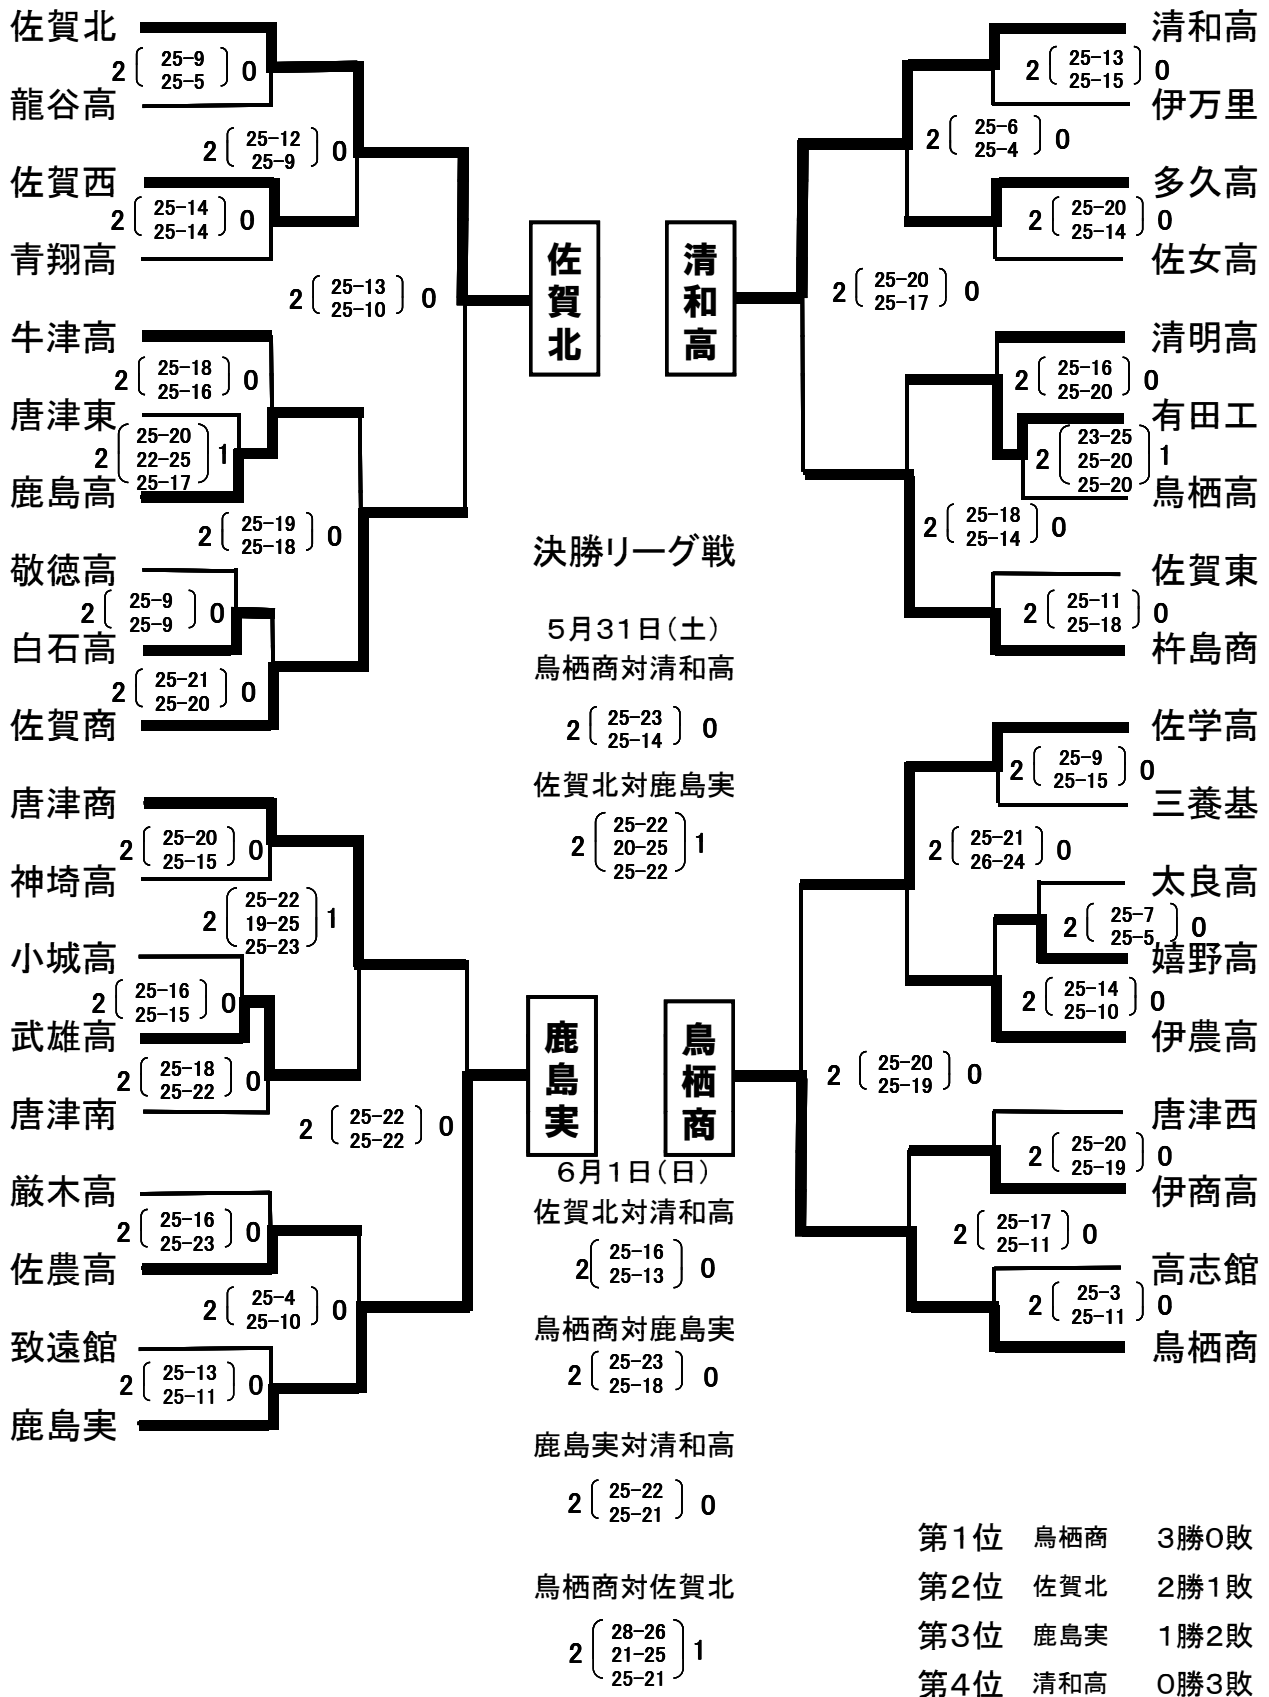 佐賀北
2 25-9 0
25-5
龍谷高
2 25-12 0
25-9
佐賀西
2 25-14 0
25-14
青翔高
2 25-13 0
25-10
牛津高
2 25-18 0
25-16
唐津東
2 25-20 1
22-25
25-17
鹿島高
2 25-19 0
25-18
敬徳高
2 25-9 0
25-9
白石高
2 25-21 0
25-20
佐賀商
唐津商
2 25-20 0
25-15
神埼高
2 25-22 1
19-25
25-23
小城高
2 25-16 0
25-15
武雄高
2 25-18 0
25-22
唐津南
2 25-22 0
25-22
厳木高
2 25-16 0
25-23
佐農高
2 25-4 0
25-10
致遠館
2 25-13 0
25-11
鹿島実
佐賀北
清和高
鹿島実
鳥栖商
決勝リーグ戦
5月31日(土)
鳥栖商対清和高
2 25-23 0
25-14
佐賀北対鹿島実
2 25-22 1
20-25
25-22
6月1日(日)
佐賀北対清和高
2 25-16 0
25-13
鳥栖商対鹿島実
2 25-23 0
25-18
鹿島実対清和高
2 25-22 0
25-21
鳥栖商対佐賀北
2 28-26 1
21-25
25-21
清和高
2 25-13 0
25-15
伊万里
2 25-6 0
25-4
多久高
2 25-20 0
25-14
佐女高
2 25-20 0
25-17
清明高
2 25-16 0
25-20
有田工
2 23-25 1
25-20
25-20
鳥栖高
2 25-18 0
25-14
佐賀東
2 25-11 0
25-18
杵島商
佐学高
2 25-9 0
25-15
三養基
2 25-21 0
26-24
太良高
2 25-7 0
25-5
嬉野高
2 25-14 0
25-10
伊農高
2 25-20 0
25-19
唐津西
2 25-20 0
25-19
伊商高
2 25-17 0
25-11
高志館
2 25-3 0
25-11
鳥栖商
第1位 鳥栖商 3勝0敗
第2位 佐賀北 2勝1敗
第3位 鹿島実 1勝2敗
第4位 清和高 0勝3敗